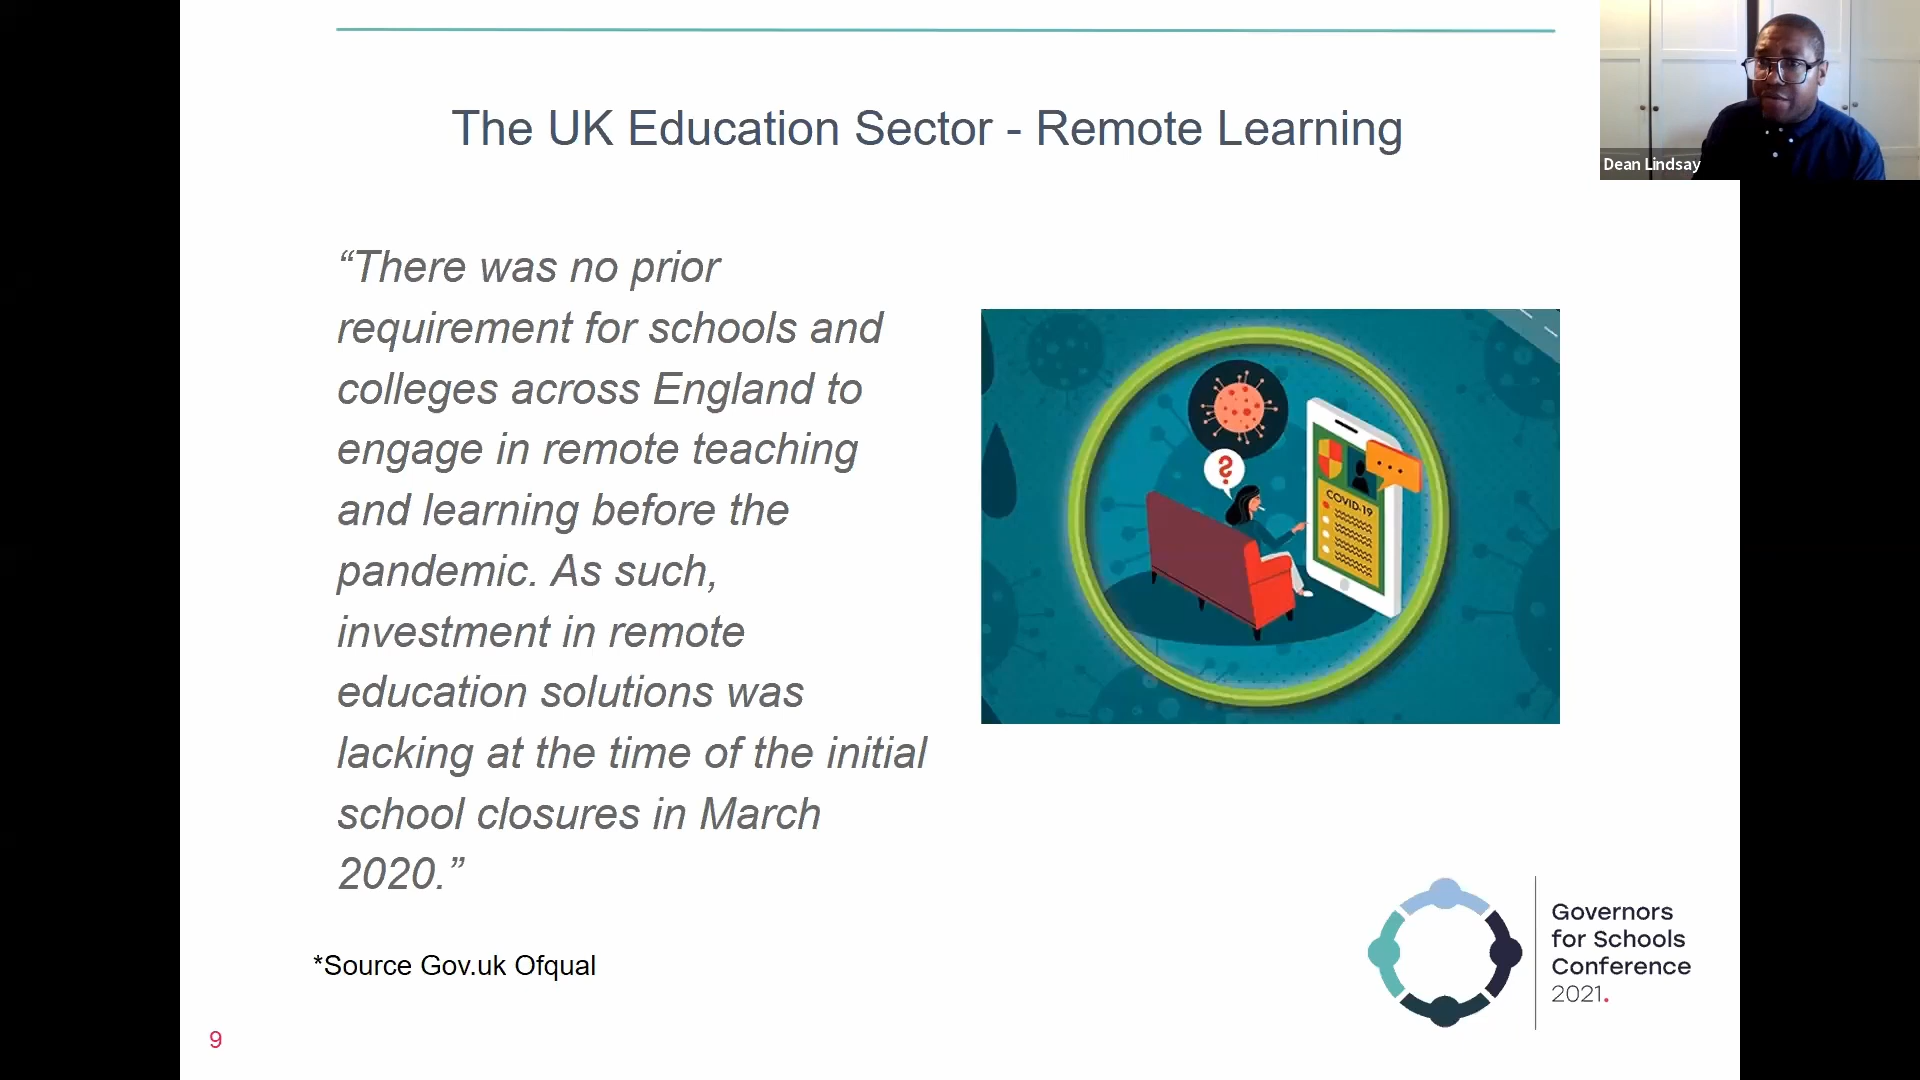 The UK Education Sector - Remote Learning
Dean Lindsay
“There was no prior
requirement for schools and
colleges across England to
engage in remote teaching
and learning before the
pandemic. As such,
investment in remote
education solutions was
lacking at the time of the initial
school closures in March
2020.”
?
COVID-19
*Source Gov.uk Ofqual
Governors
for Schools
Conference
2021.
9